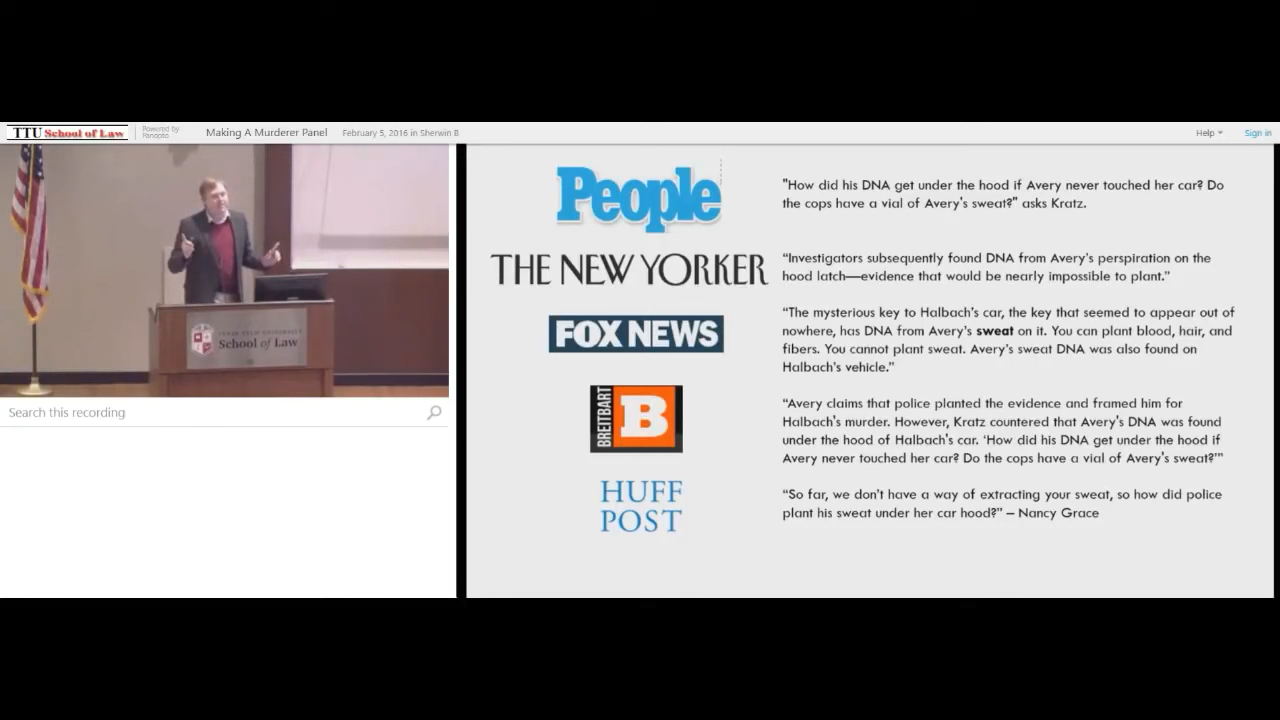 TTU School of Law
Powered by
Panopto
Making A Murderer Panel
February 5, 2016 in Sherwin B
Help
Sign in
School of Law
Search this recording
People
"How did his DNA get under the hood if Avery never touched her car? Do
the cops have a vial of Avery's sweat?" asks Kratz.
THE NEW YORKER
“Investigators subsequently found DNA from Avery's perspiration on the
hood latch—evidence that would be nearly impossible to plant.”
FOX NEWS
“The mysterious key to Halbach's car, the key that seemed to appear out of
nowhere, has DNA from Avery's sweat on it. You can plant blood, hair, and
fibers. You cannot plant sweat. Avery's sweat DNA was also found on
Halbach's vehicle.”
BREITBART
B
“Avery claims that police planted the evidence and framed him for
Halbach's murder. However, Kratz countered that Avery's DNA was found
under the hood of Halbach's car. ‘How did his DNA get under the hood if
Avery never touched her car? Do the cops have a vial of Avery's sweat?’”
HUFF
POST
“So far, we don't have a way of extracting your sweat, so how did police
plant his sweat under her car hood?” – Nancy Grace